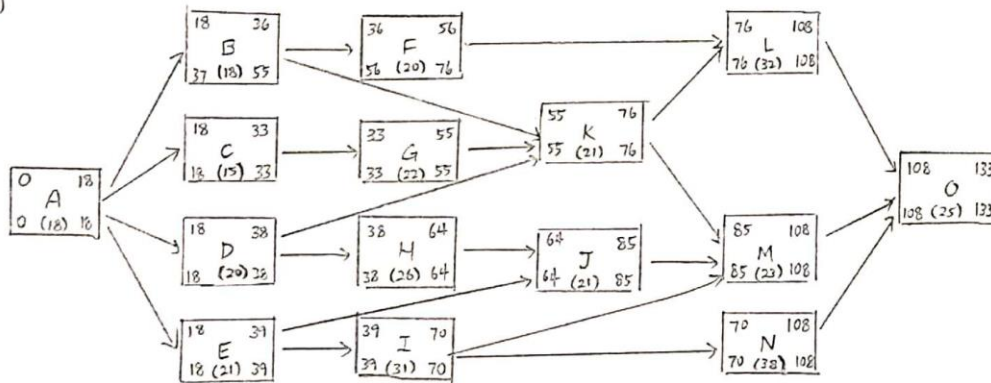 )
18 36
B
37 (18) 55
36 56
F
56 (20) 76
76 108
L
76 (32) 108
18 33
C
18 (15) 33
33 55
G
33 (22) 55
55 76
K
55 (21) 76
0 18
A
0 (18) 18
108 133
O
108 (25) 133
18 38
D
18 (20) 38
38 64
H
38 (26) 64
64 85
J
64 (21) 85
85 108
M
85 (23) 108
18 39
E
18 (21) 39
39 70
I
39 (31) 70
70 108
N
70 (38) 108